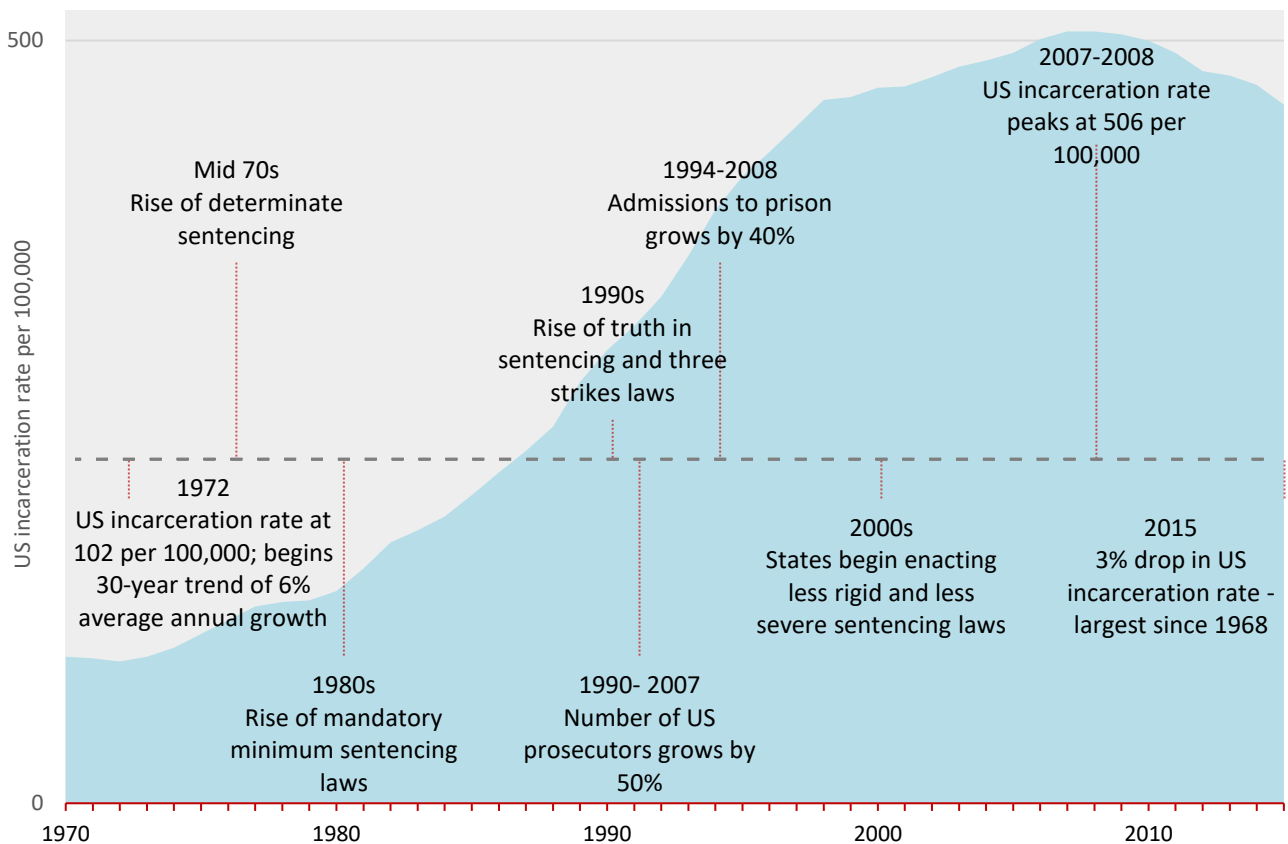 500
2007-2008
US incarceration rate
peaks at 506 per
100,000
Mid 70s
Rise of determinate
sentencing
1994-2008
Admissions to prison
grows by 40%
1990s
Rise of truth in
sentencing and three
strikes laws
US incarceration rate per 100,000
1972
US incarceration rate at
102 per 100,000; begins
30-year trend of 6%
average annual growth
2000s
States begin enacting
less rigid and less
severe sentencing laws
2015
3% drop in US
incarceration rate -
largest since 1968
1980s
Rise of mandatory
minimum sentencing
laws
1990- 2007
Number of US
prosecutors grows by
50%
0
1970
1980
1990
2000
2010